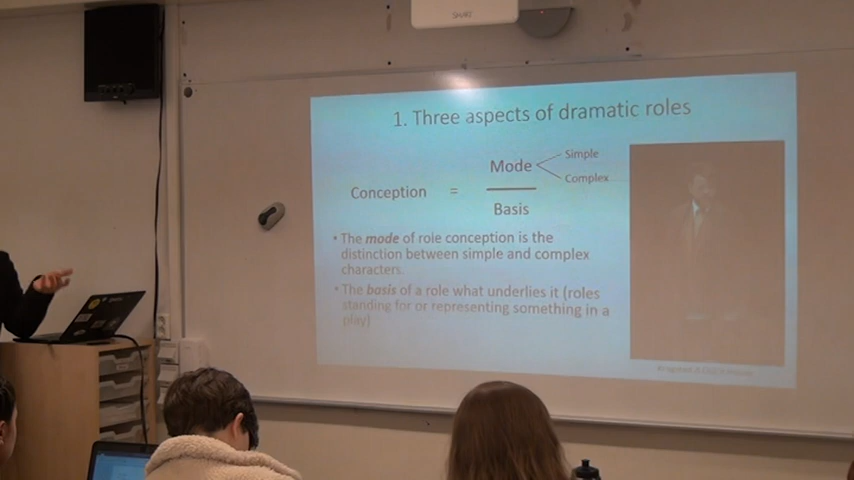 SMART
1. Three aspects of dramatic roles
Mode
Simple
Complex
Conception =
Basis
• The mode of role conception is the
distinction between simple and complex
characters.
• The basis of a role what underlies it (roles
standing for or representing something in a
play)